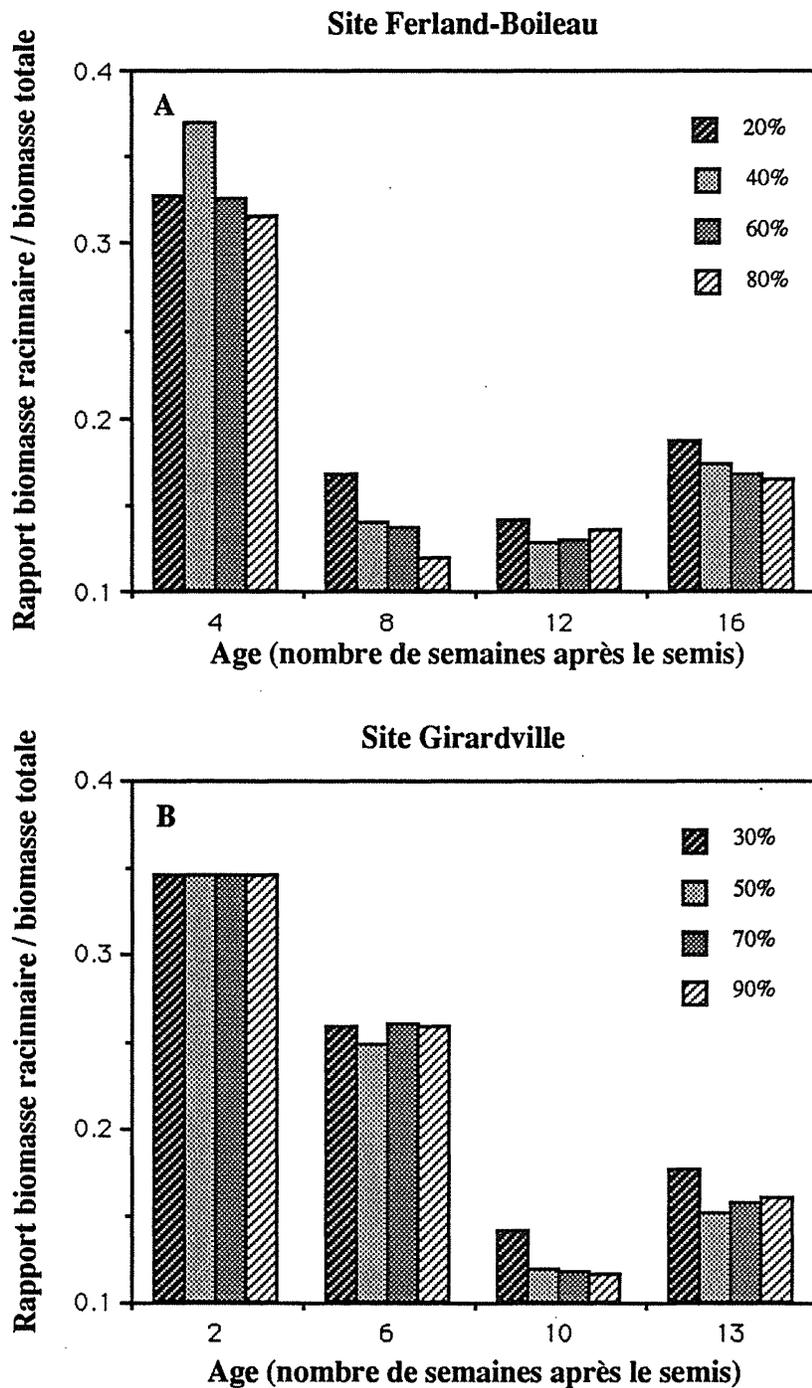 Site Ferland-Boileau
Rapport biomasse racinnaire / biomasse totale
A
0.4
0.3
0.2
0.1
20%
40%
60%
80%
4 8 12 16
Age (nombre de semaines après le semis)
Site Girardville
Rapport biomasse racinnaire / biomasse totale
B
0.4
0.3
0.2
0.1
30%
50%
70%
90%
2 6 10 13
Age (nombre de semaines après le semis)